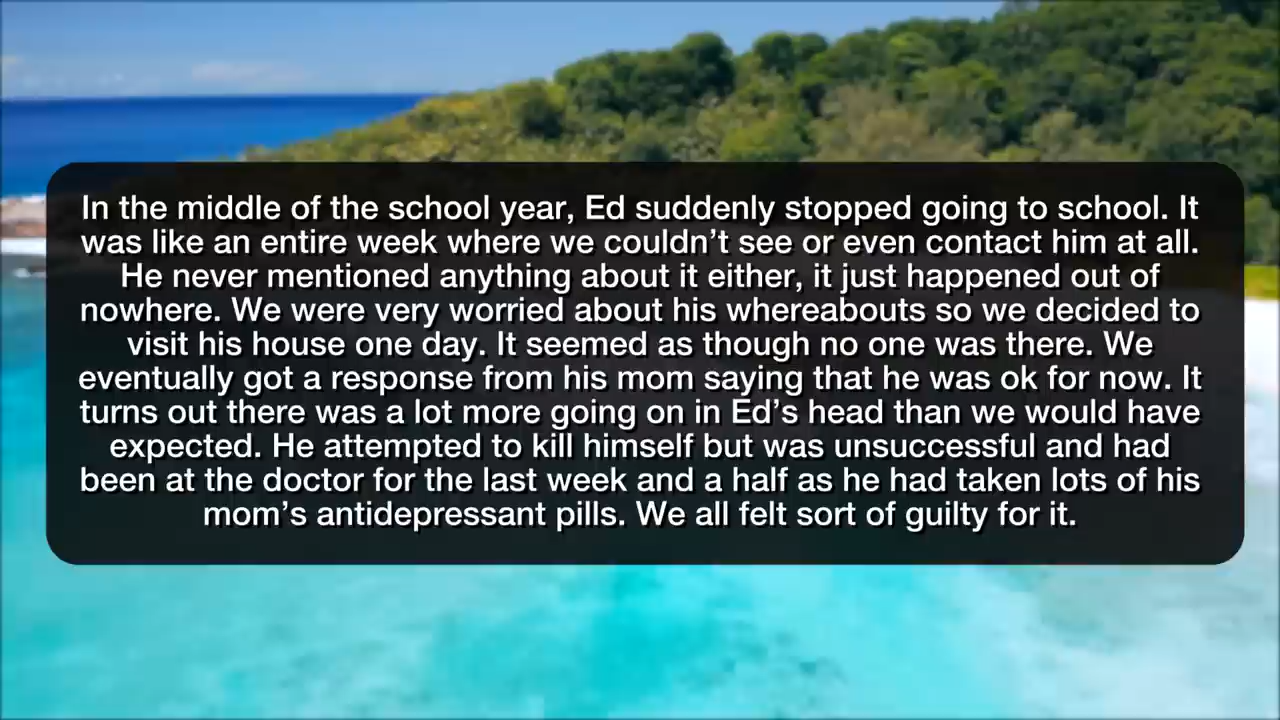 In the middle of the school year, Ed suddenly stopped going to school. It
was like an entire week where we couldn’t see or even contact him at all.
He never mentioned anything about it either, it just happened out of
nowhere. We were very worried about his whereabouts so we decided to
visit his house one day. It seemed as though no one was there. We
eventually got a response from his mom saying that he was ok for now. It
turns out there was a lot more going on in Ed’s head than we would have
expected. He attempted to kill himself but was unsuccessful and had
been at the doctor for the last week and a half as he had taken lots of his
mom’s antidepressant pills. We all felt sort of guilty for it.